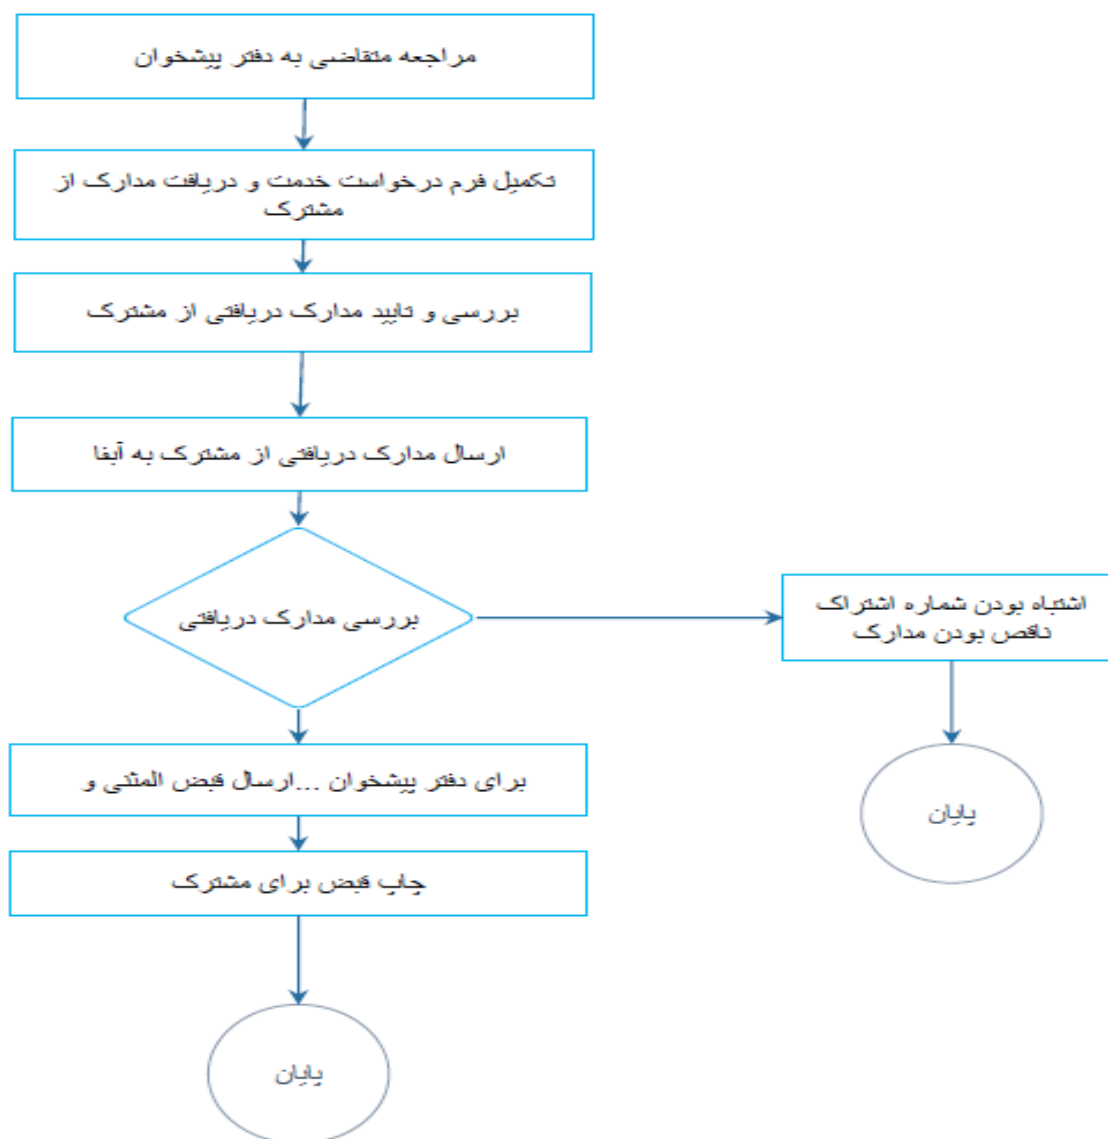 مراجعه متقاضی به دفتر پیشخوان
تکمیل فرم درخواست خدمت و دریافت مدارک از
مشترک
بررسی و تایید مدارک دریافتی از مشترک
ارسال مدارک دریافتی از مشترک به آبفا
بررسی مدارک دریافتی
اشتباه بودن شماره اشتراک
ناقص بودن مدارک
برای دفتر پیشخوان ...ارسال قبض المثنی و
پایان
چاپ قبض برای مشترک
پایان